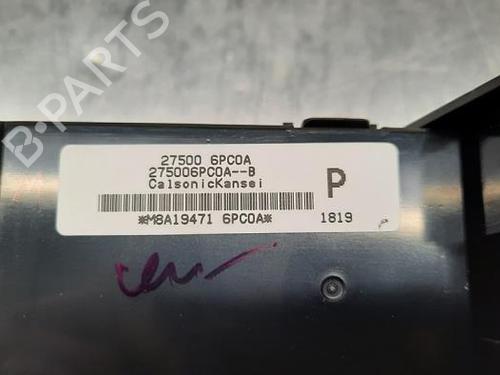 B-PARTS
27500 6PC0A
275006PC0A--B
CalsonicKansei
P
*M8A19471 6PC0A*
1819